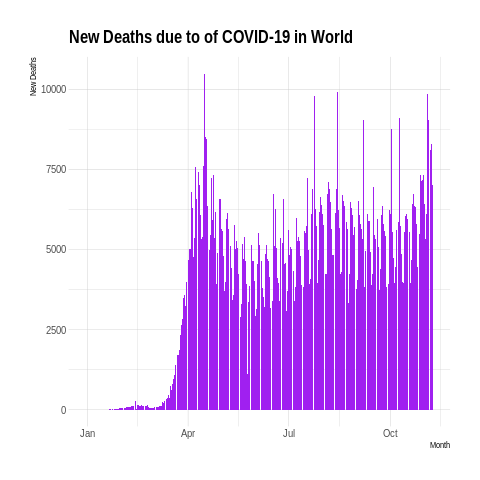 New Deaths due to of COVID-19 in World
New Deaths
10000
7500
5000
2500
0
Jan Apr Jul Oct
Month